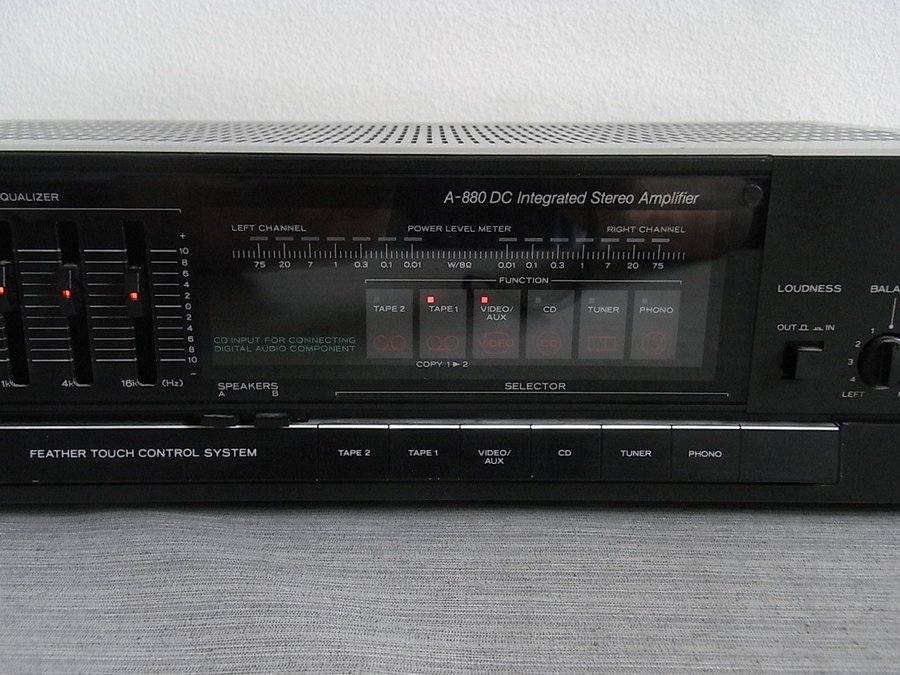 QUALIZER
A-880 DC Integrated Stereo Amplifier
LEFT CHANNEL POWER LEVEL METER RIGHT CHANNEL
75 20 7 1 0.3 0.1 0.01 W/8Ω 0.01 0.1 0.3 1 7 20 75
FUNCTION
TAPE 2 TAPE 1 VIDEO/AUX CD TUNER PHONO
VIDEO CD
COPY 1 ▶ 2
CD INPUT FOR CONNECTING
DIGITAL AUDIO COMPONENT
+
10
8
6
4
2
0
2
4
6
8
10
−
1k 4k 16k (Hz)
SPEAKERS
A B
SELECTOR
LOUDNESS
OUT IN
BALA
1
2
3
4
LEFT
FEATHER TOUCH CONTROL SYSTEM
TAPE 2 TAPE 1 VIDEO/AUX CD TUNER PHONO